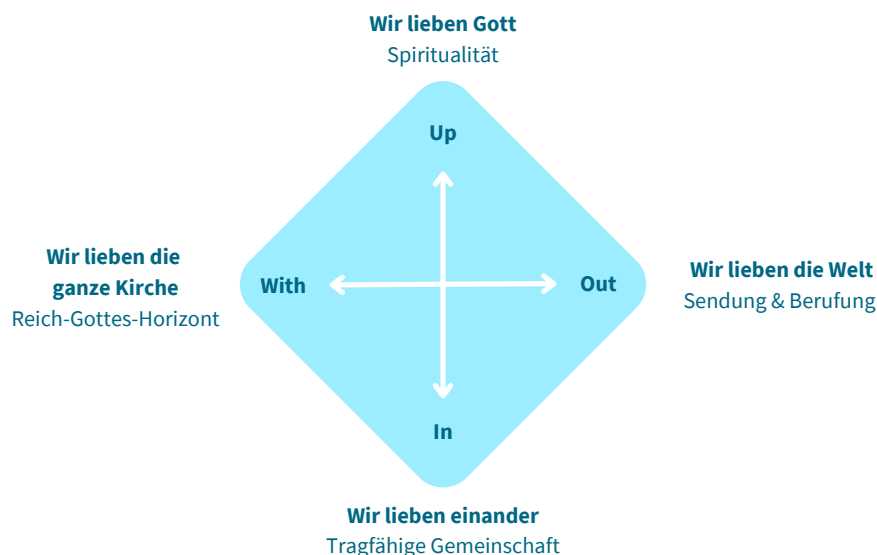 Wir lieben Gott
Spiritualität
Up
Wir lieben die
ganze Kirche
Reich-Gottes-Horizont
With
Out
Wir lieben die Welt
Sendung & Berufung
In
Wir lieben einander
Tragfähige Gemeinschaft